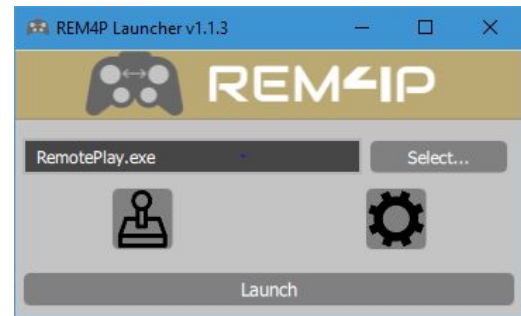 REM4P Launcher v1.1.3
REM4P
RemotePlay.exe
Select...
Launch